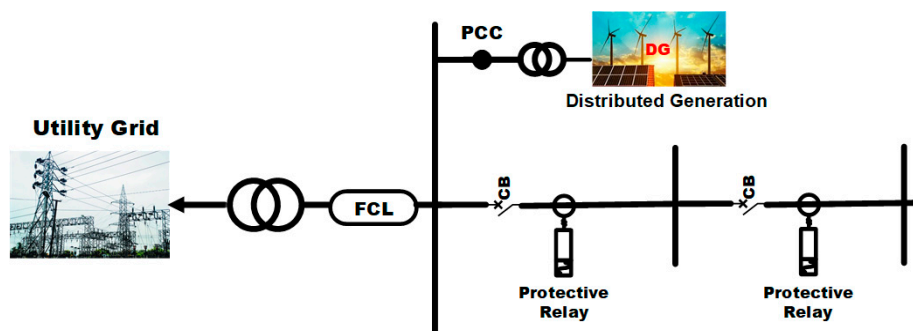 PCC
DG
Distributed Generation
Utility Grid
FCL
CB
CB
Protective
Relay
Protective
Relay